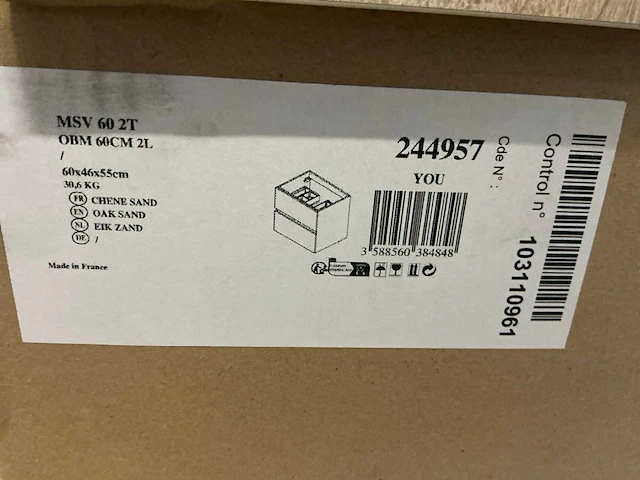 MSV 60 2T
OBM 60CM 2L
/
60x46x55cm
30,6 KG
FR CHENE SAND
EN OAK SAND
NL EIK ZAND
DE /
Made in France
244957
YOU
3 588560 384848
Cde N° :
Control n° 103110961